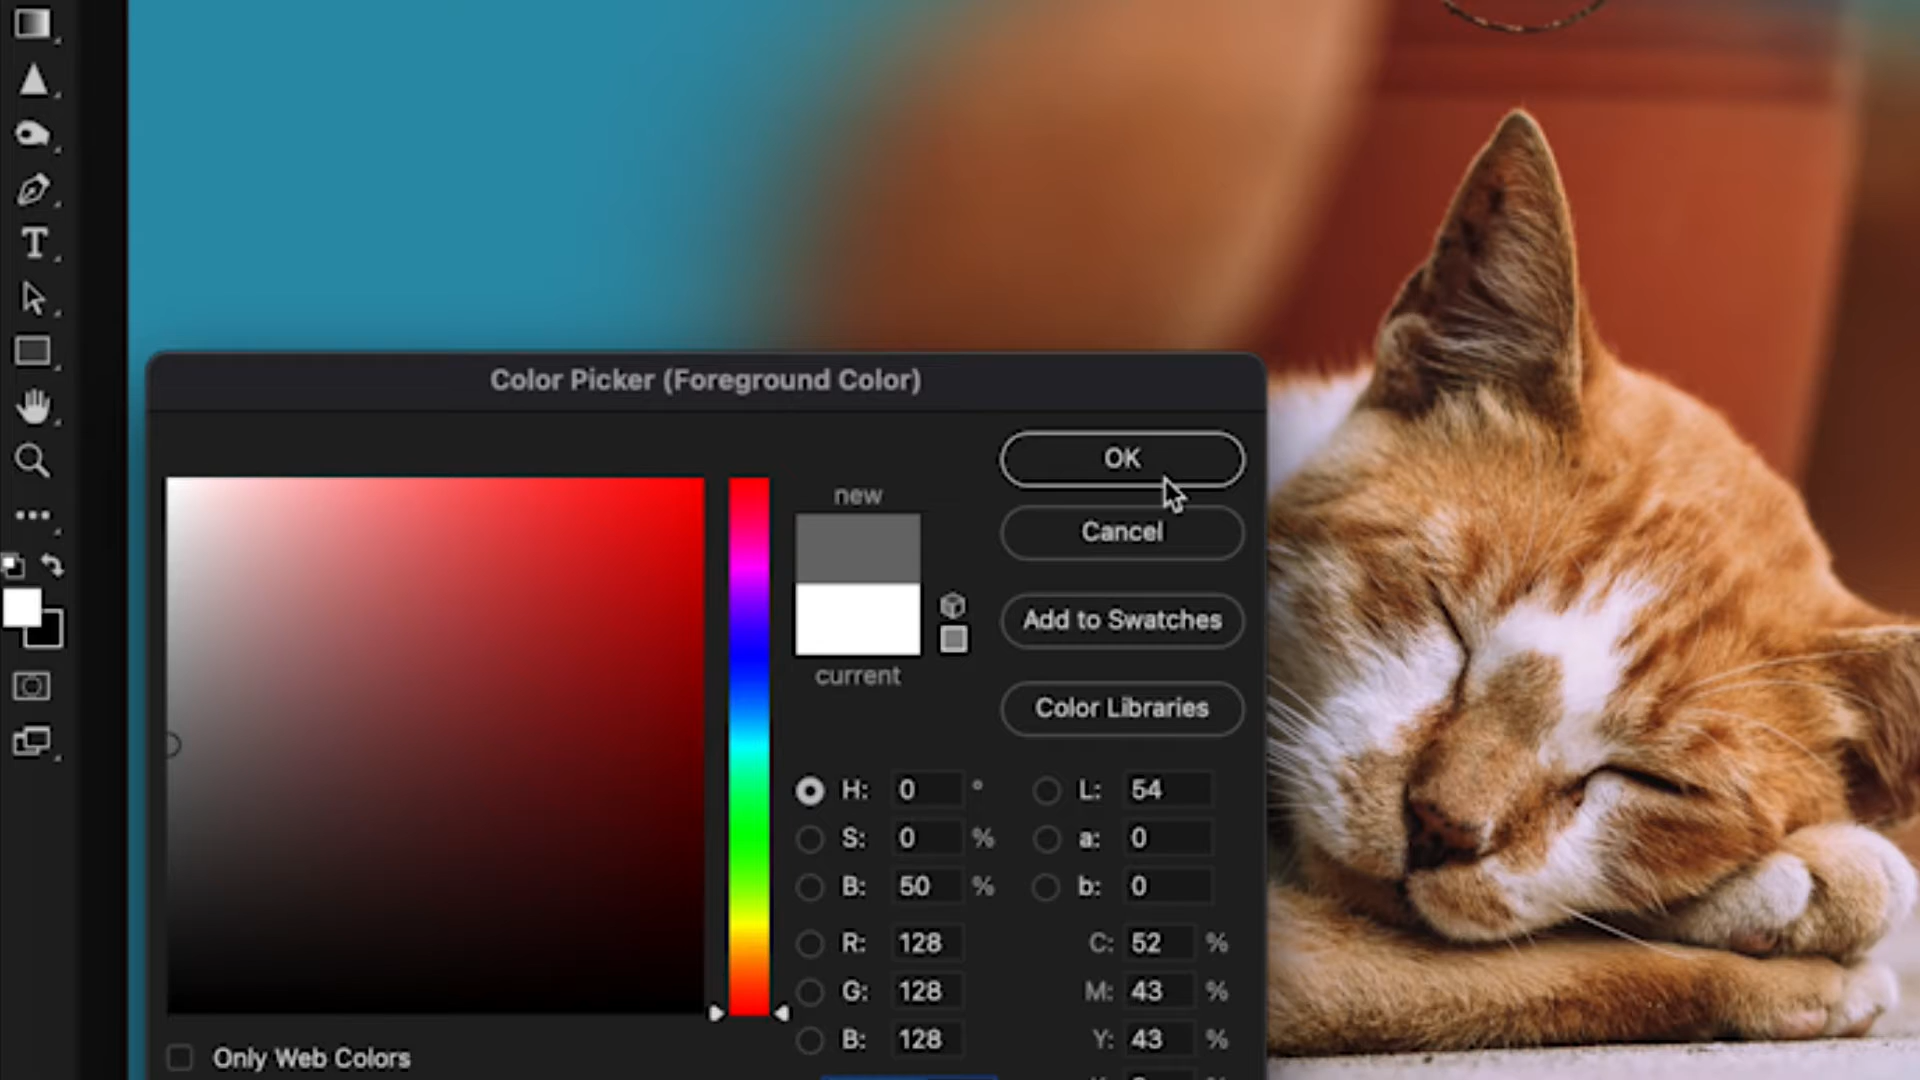 Color Picker (Foreground Color)
OK
new
Cancel
Add to Swatches
current
Color Libraries
H: 0 °
L: 54
S: 0 %
a: 0
B: 50 %
b: 0
R: 128
C: 52 %
G: 128
M: 43 %
B: 128
Y: 43 %
Only Web Colors